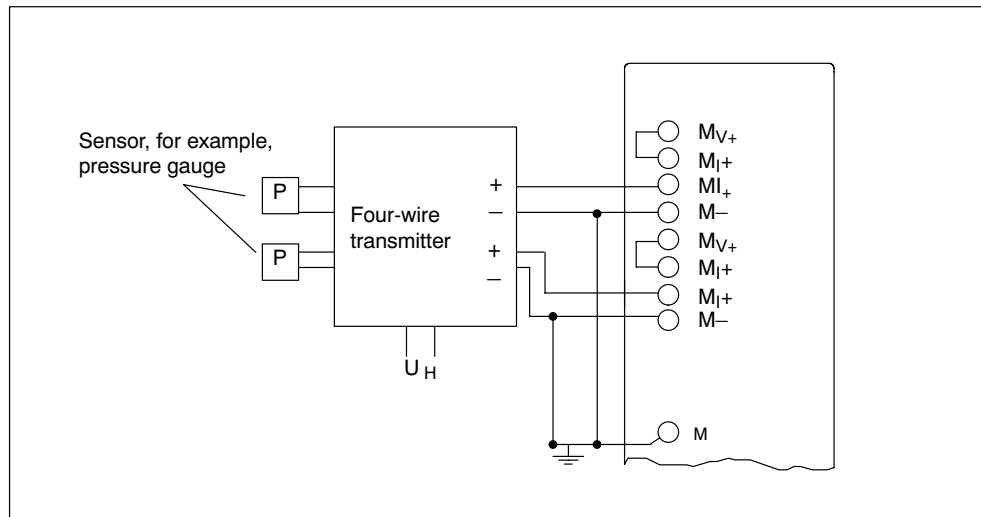 Sensor, for example,
pressure gauge
P
P
Four-wire
transmitter
+
–
+
–
U H
MV+
MI+
MI+
M–
MV+
MI+
MI+
M–
M